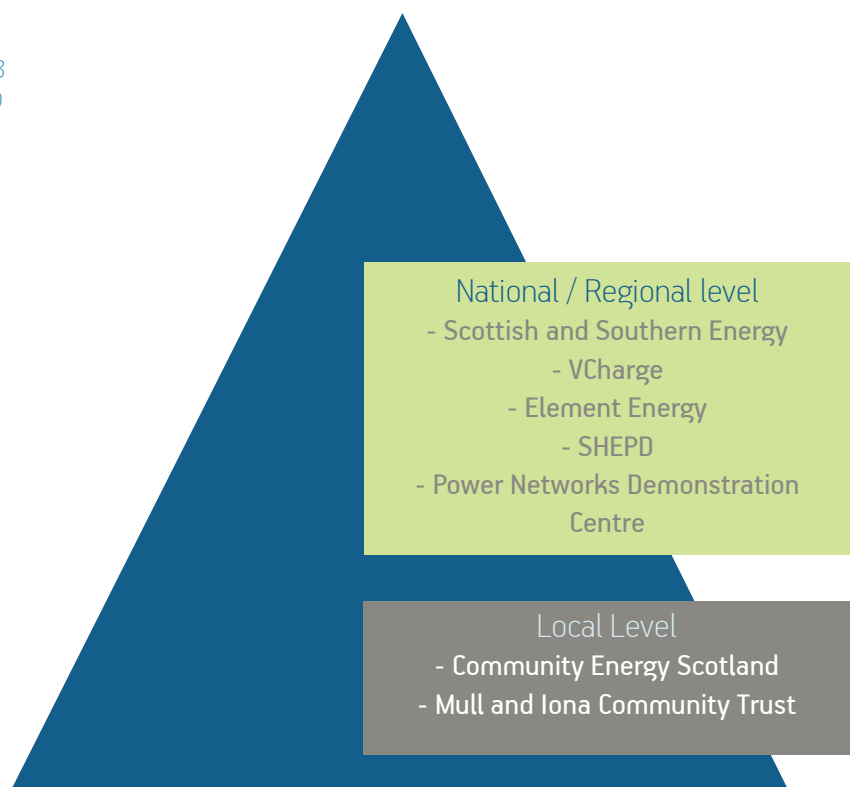 National / Regional level
- Scottish and Southern Energy
- VCharge
- Element Energy
- SHEPD
- Power Networks Demonstration
Centre
Local Level
- Community Energy Scotland
- Mull and Iona Community Trust